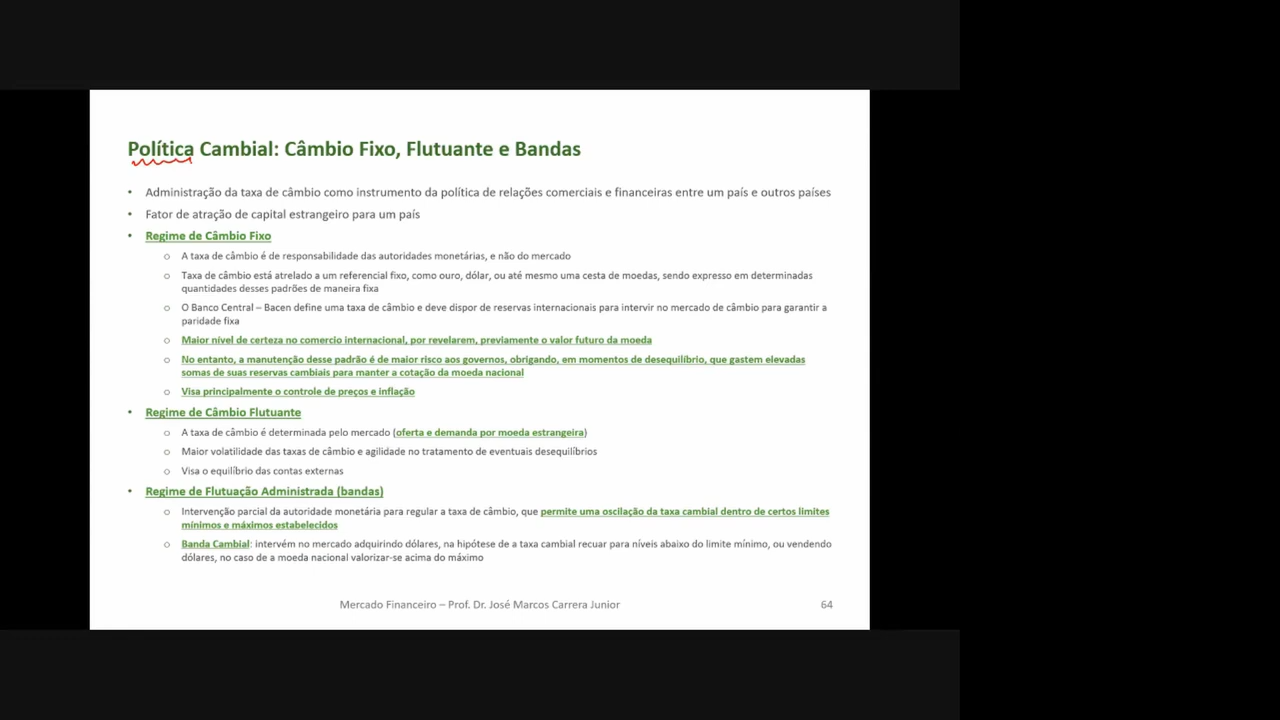 Política Cambial: Câmbio Fixo, Flutuante e Bandas
• Administração da taxa de câmbio como instrumento da política de relações comerciais e financeiras entre um país e outros países
• Fator de atração de capital estrangeiro para um país
• Regime de Câmbio Fixo
o A taxa de câmbio é de responsabilidade das autoridades monetárias, e não do mercado
o Taxa de câmbio está atrelado a um referencial fixo, como ouro, dólar, ou até mesmo uma cesta de moedas, sendo expresso em determinadas
quantidades desses padrões de maneira fixa
o O Banco Central – Bacen define uma taxa de câmbio e deve dispor de reservas internacionais para intervir no mercado de câmbio para garantir a
paridade fixa
o Maior nível de certeza no comercio internacional, por revelarem, previamente o valor futuro da moeda
o No entanto, a manutenção desse padrão é de maior risco aos governos, obrigando, em momentos de desequilíbrio, que gastem elevadas
somas de suas reservas cambiais para manter a cotação da moeda nacional
o Visa principalmente o controle de preços e inflação
• Regime de Câmbio Flutuante
o A taxa de câmbio é determinada pelo mercado (oferta e demanda por moeda estrangeira)
o Maior volatilidade das taxas de câmbio e agilidade no tratamento de eventuais desequilíbrios
o Visa o equilíbrio das contas externas
• Regime de Flutuação Administrada (bandas)
o Intervenção parcial da autoridade monetária para regular a taxa de câmbio, que permite uma oscilação da taxa cambial dentro de certos limites
mínimos e máximos estabelecidos
o Banda Cambial: intervém no mercado adquirindo dólares, na hipótese de a taxa cambial recuar para níveis abaixo do limite mínimo, ou vendendo
dólares, no caso de a moeda nacional valorizar-se acima do máximo
Mercado Financeiro – Prof. Dr. José Marcos Carrera Junior
64